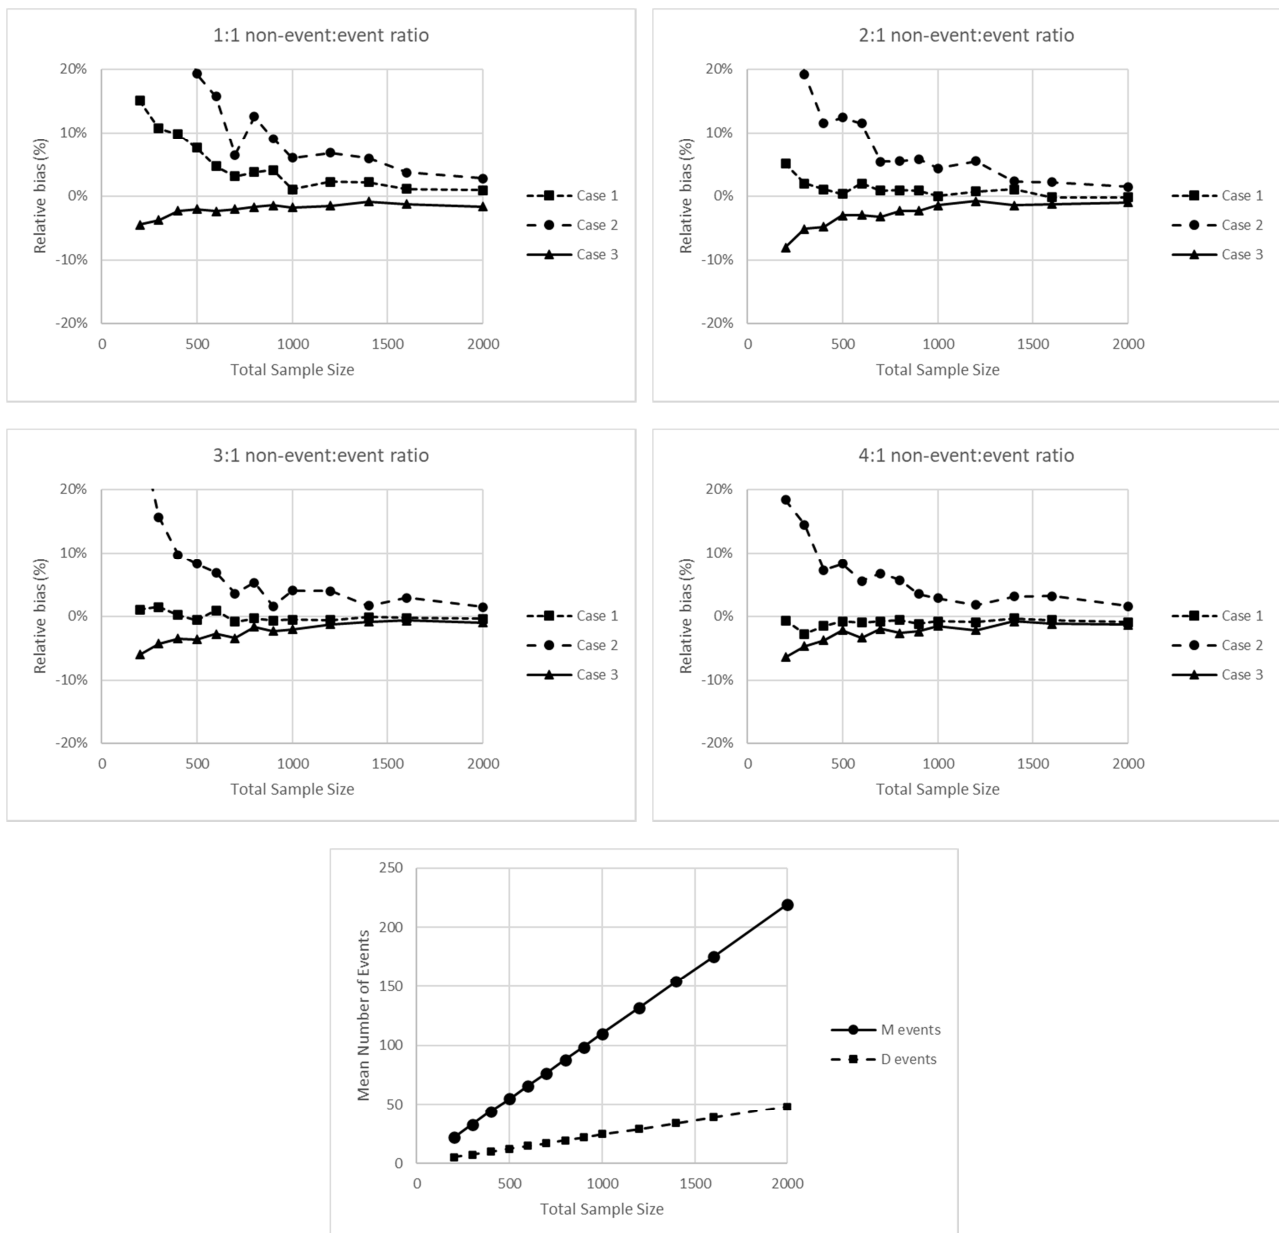 1:1 non-event:event ratio
20%
10%
0%
-10%
-20%
Relative bias (%)
0 500 1000 1500 2000
Total Sample Size
Case 1
Case 2
Case 3
2:1 non-event:event ratio
20%
10%
0%
-10%
-20%
Relative bias (%)
0 500 1000 1500 2000
Total Sample Size
Case 1
Case 2
Case 3
3:1 non-event:event ratio
20%
10%
0%
-10%
-20%
Relative bias (%)
0 500 1000 1500 2000
Total Sample Size
Case 1
Case 2
Case 3
4:1 non-event:event ratio
20%
10%
0%
-10%
-20%
Relative bias (%)
0 500 1000 1500 2000
Total Sample Size
Case 1
Case 2
Case 3
250
200
150
100
50
0
Mean Number of Events
0 500 1000 1500 2000
Total Sample Size
M events
D events